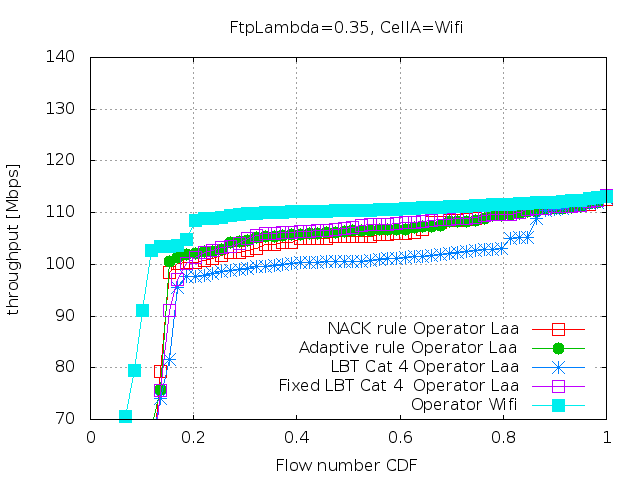 FtpLambda=0.35, CellA=Wifi
140
130
120
110
100
90
80
70
throughput [Mbps]
NACK rule Operator Laa
Adaptive rule Operator Laa
LBT Cat 4 Operator Laa
Fixed LBT Cat 4  Operator Laa
Operator Wifi
0 0.2 0.4 0.6 0.8 1
Flow number CDF